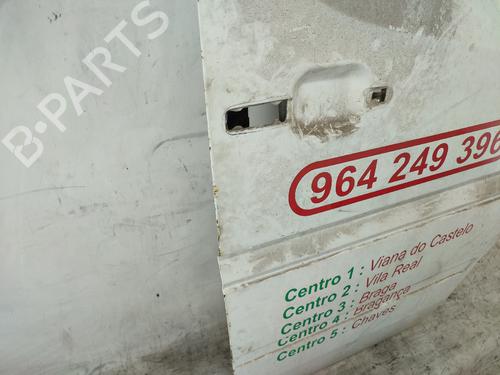 B-PARTS
964 249 396
Centro 1 : Viana do Castelo
Centro 2 : Vila Real
Centro 3 : Braga
Centro 4 : Bragança
Centro 5 : Chaves